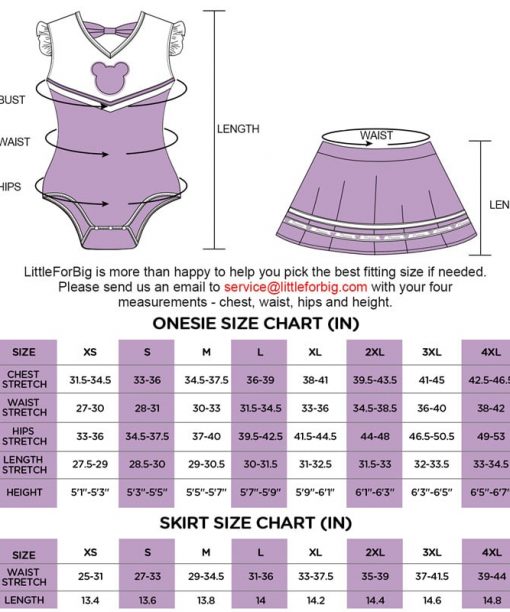 BUST
WAIST
HIPS
LENGTH
WAIST
LEN
LittleForBig is more than happy to help you pick the best fitting size if needed.
Please send us an email to service@littleforbig.com with your four
measurements - chest, waist, hips and height.
ONESIE SIZE CHART (IN)
SIZE XS S M L XL 2XL 3XL 4XL
CHEST STRETCH 31.5-34.5 33-36 34.5-37.5 36-39 38-41 39.5-43.5 41-45 42.5-46.5
WAIST STRETCH 27-30 28-31 30-33 31.5-34.5 33-36 34.5-38.5 36-40 38-42
HIPS STRETCH 33-36 34.5-37.5 37-40 39.5-42.5 41.5-44.5 44-48 46.5-50.5 49-53
LENGTH STRETCH 27.5-29 28.5-30 29-30.5 30-31.5 31-32.5 31.5-33 32-33.5 33-34.5
HEIGHT 5'1"-5'3" 5'3"-5'5" 5'5"-5'7" 5'7"-5'9" 5'9"-6'1" 6'1"-6'3" 6'3"-6'5" 6'5"-6'7"
SKIRT SIZE CHART (IN)
SIZE XS S M L XL 2XL 3XL 4XL
WAIST STRETCH 25-31 27-33 29-34.5 31-36 33-37.5 35-39 37-41.5 39-44
LENGTH 13.4 13.6 13.8 14 14.2 14.4 14.6 14.8